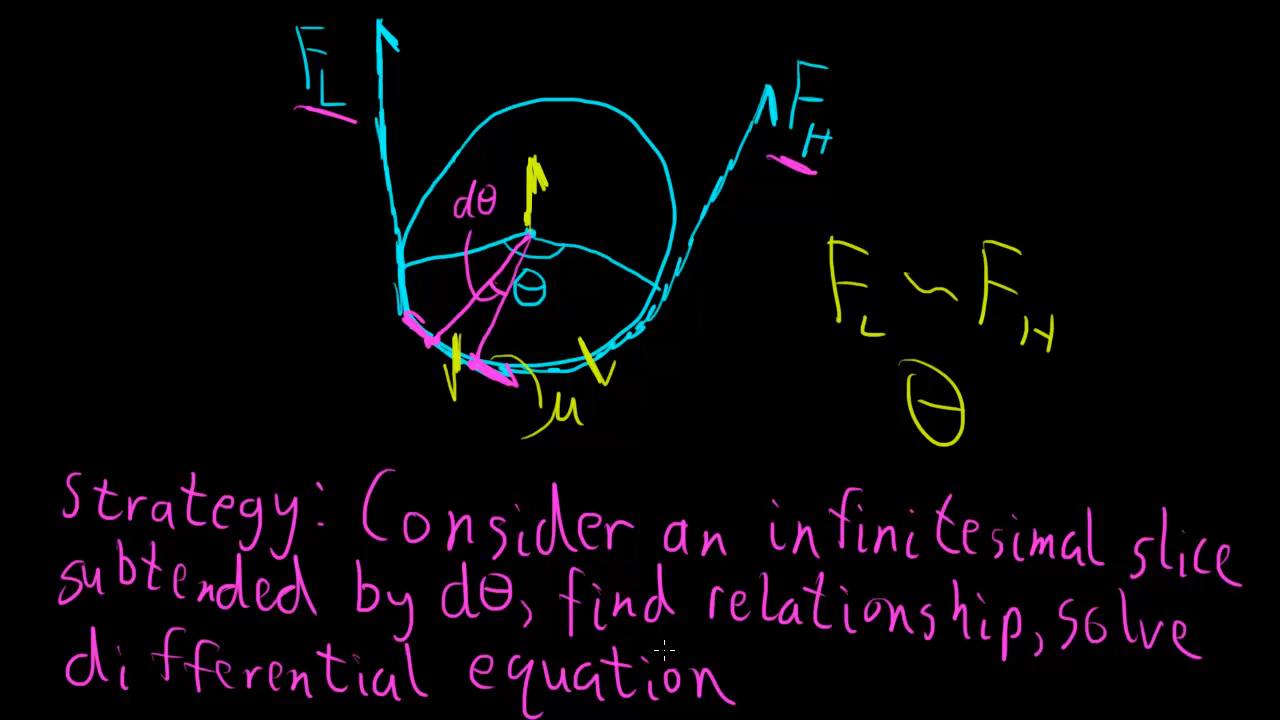 F_L
F_H
dθ
θ
μ
F_L ~ F_H
θ
Strategy: Consider an infinitesimal slice
subtended by dθ, find relationship, solve
differential equation